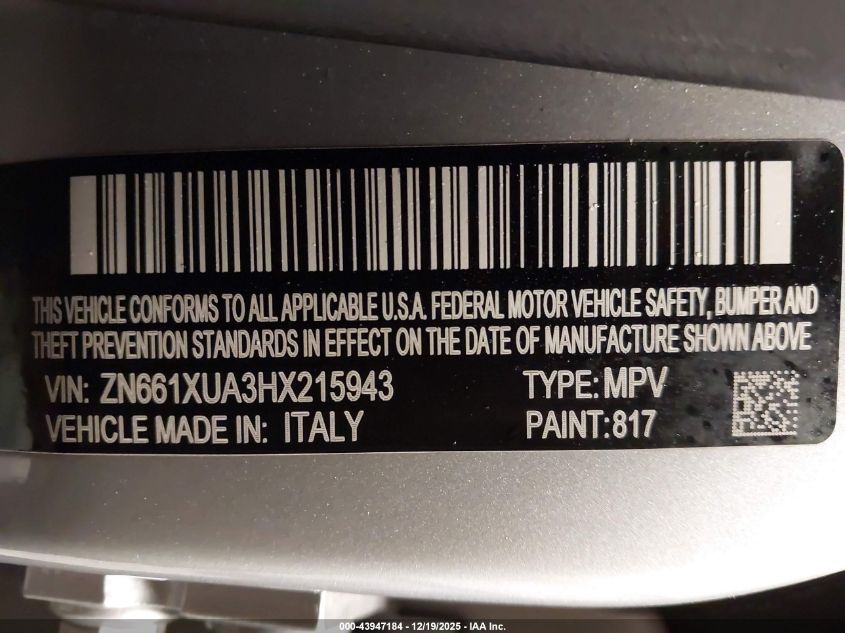 THIS VEHICLE CONFORMS TO ALL APPLICABLE U.S.A. FEDERAL MOTOR VEHICLE SAFETY, BUMPER AND
THEFT PREVENTION STANDARDS IN EFFECT ON THE DATE OF MANUFACTURE SHOWN ABOVE
VIN: ZN661XUA3HX215943 TYPE: MPV
VEHICLE MADE IN: ITALY PAINT:817
000-43947184 - 12/19/2025 - IAA Inc.